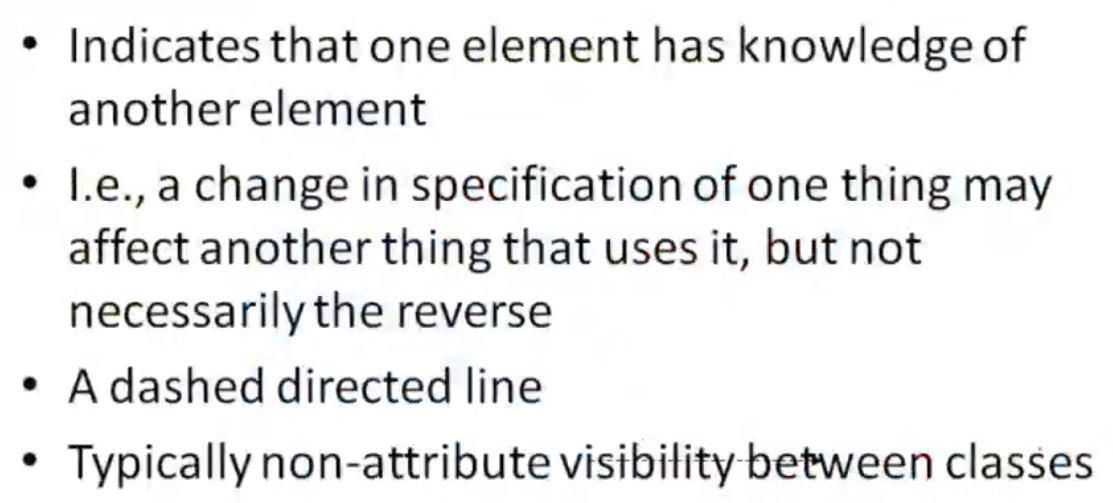 • Indicates that one element has knowledge of
another element
• I.e., a change in specification of one thing may
affect another thing that uses it, but not
necessarily the reverse
• A dashed directed line
• Typically non-attribute visibility between classes